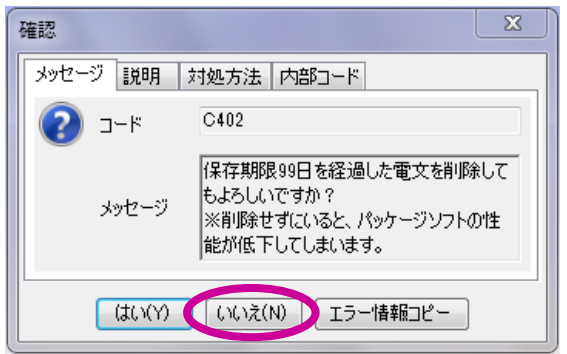 確認
メッセージ 説明 対処方法 内部コード
コード C402
メッセージ
保存期限99日を経過した電文を削除して
もよろしいですか？
※削除せずにいると、パッケージソフトの性
能が低下してしまいます。
はい(Y) いいえ(N) エラー情報コピー